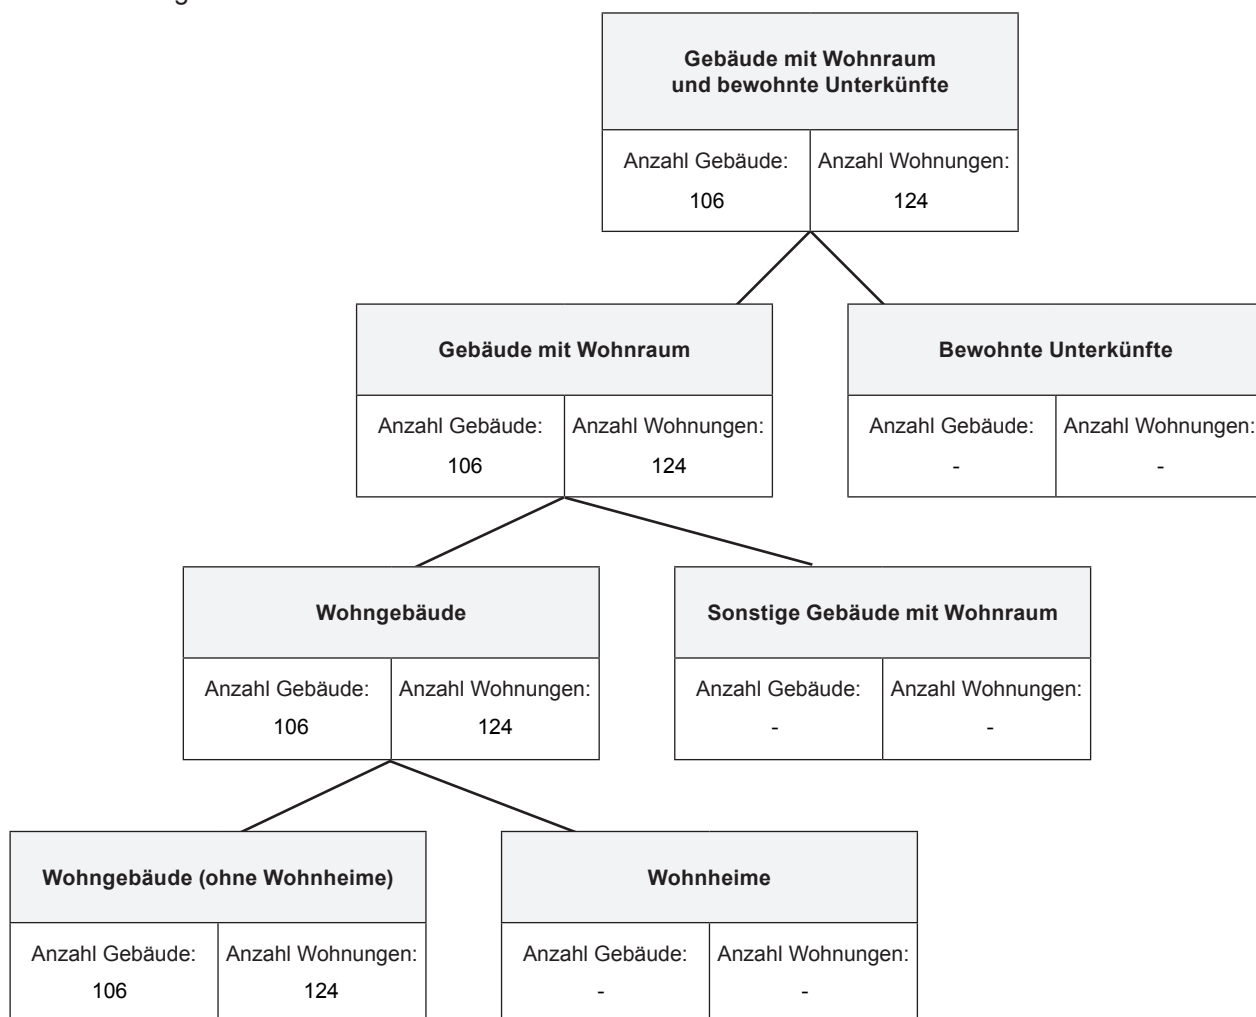 Gebäude mit Wohnraum
und bewohnte Unterkünfte
Anzahl Gebäude: Anzahl Wohnungen:
106 124
Gebäude mit Wohnraum Bewohnte Unterkünfte
Anzahl Gebäude: Anzahl Wohnungen: Anzahl Gebäude: Anzahl Wohnungen:
106 124 - -
Wohngebäude Sonstige Gebäude mit Wohnraum
Anzahl Gebäude: Anzahl Wohnungen: Anzahl Gebäude: Anzahl Wohnungen:
106 124 - -
Wohngebäude (ohne Wohnheime) Wohnheime
Anzahl Gebäude: Anzahl Wohnungen: Anzahl Gebäude: Anzahl Wohnungen:
106 124 - -